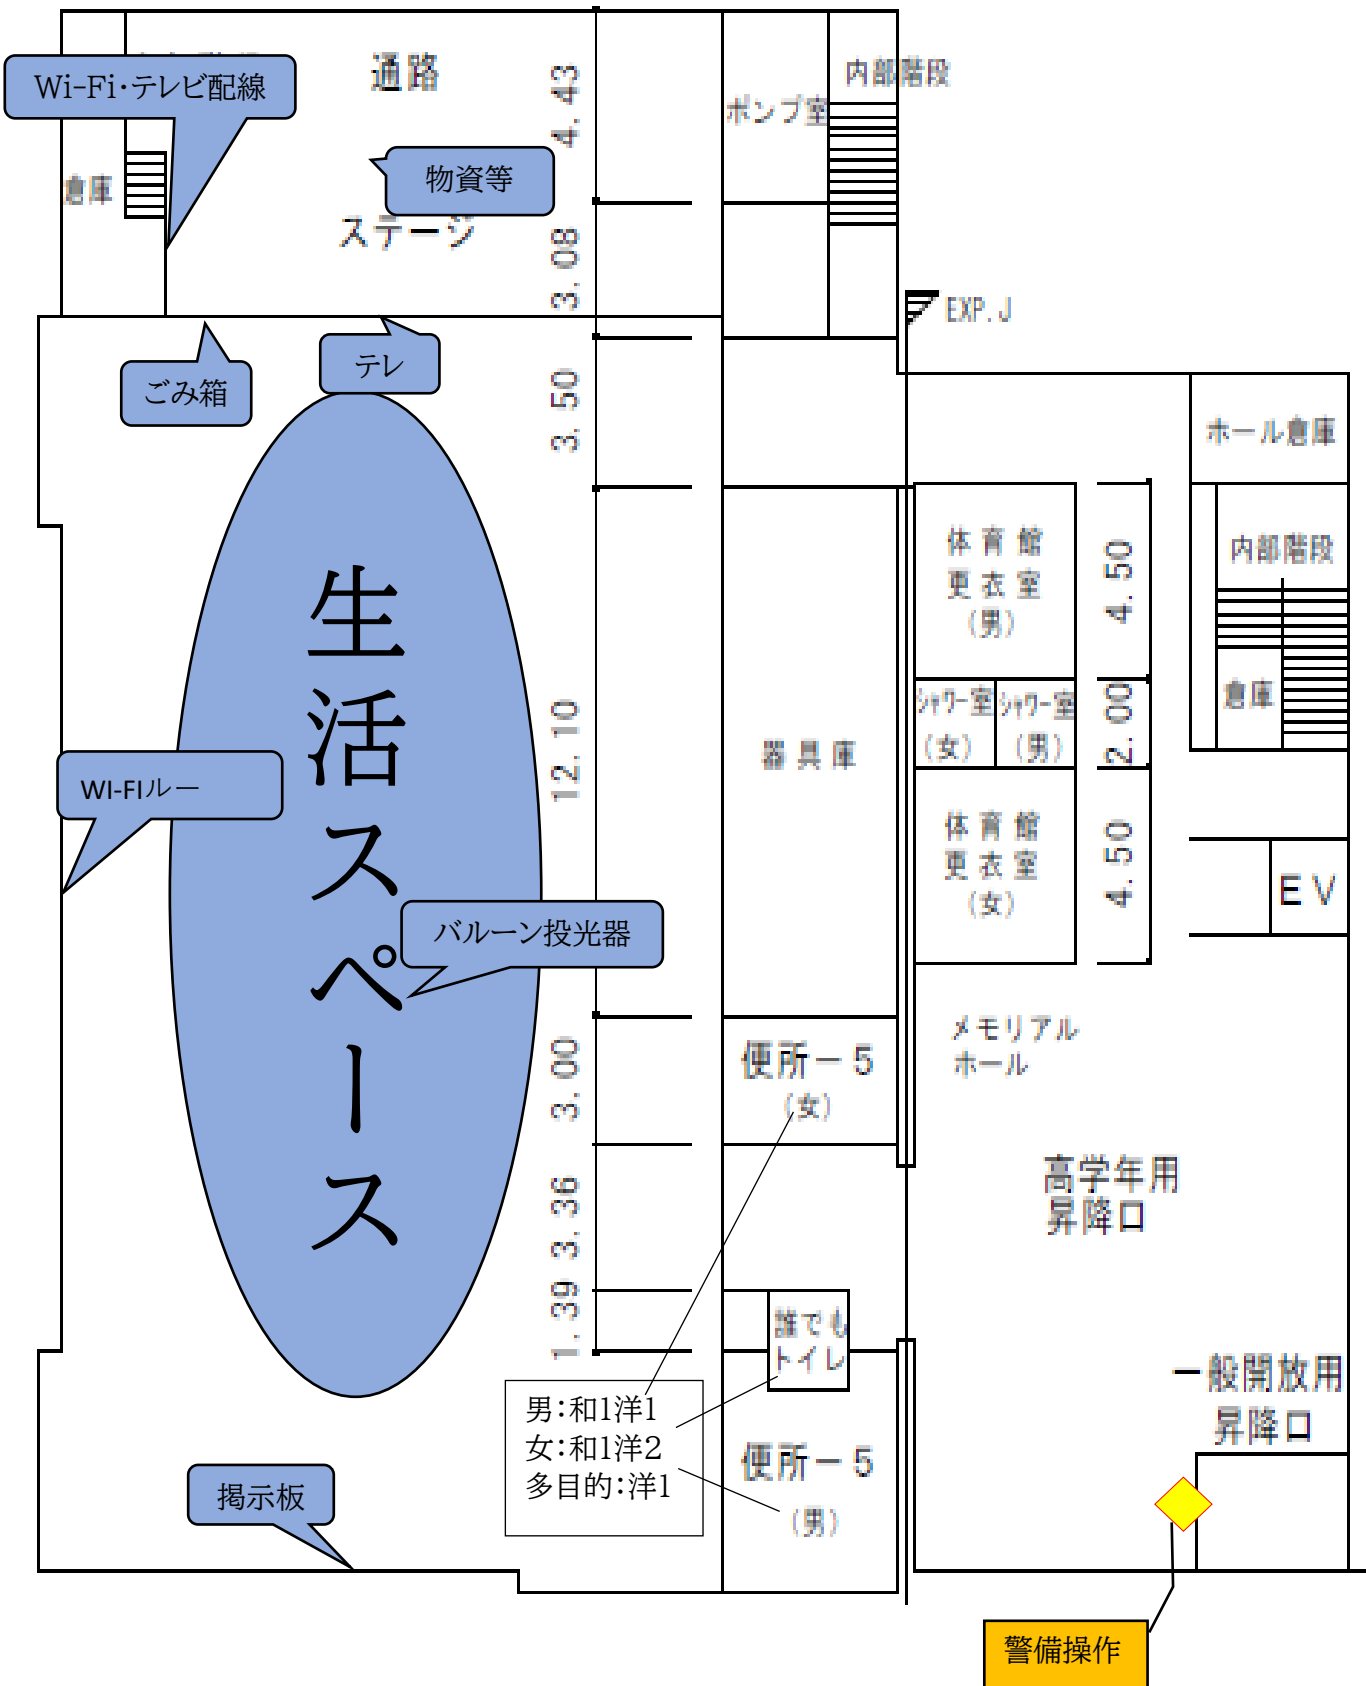 通路
Wi-Fi・テレビ配線
4.43
ポンプ室
内部階段
物資等
倉庫
ステージ
3.08
EXP.J
テレ
ごみ箱
3.50
ホール倉庫
体育館
更衣室
(男)
4.50
内部階段
生活スペース
12.10
器具庫
シャワー室
(女)
シャワー室
(男)
2.00
倉庫
WI-FIルー
体育館
更衣室
(女)
4.50
EV
バルーン投光器
メモリアル
ホール
3.00
便所－5
(女)
高学年用
昇降口
3.36
1.39
誰でも
トイレ
一般開放用
昇降口
男：和1洋1
女：和1洋2
多目的：洋1
便所－5
(男)
掲示板
警備操作